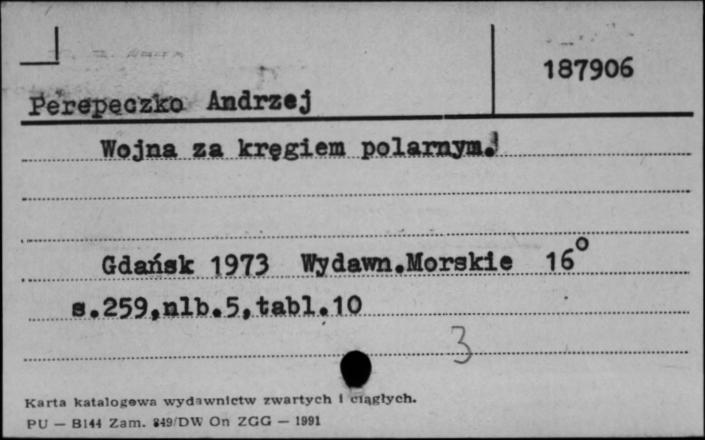 187906
Perepeczko Andrzej
Wojna za kręgiem polarnym.
Gdańsk 1973 Wydawn.Morskie 16°
s.259,nlb.5,tabl.10
3
Karta katalogowa wydawnictw zwartych i ciągłych.
PU — B144 Zam. 849/DW On ZGG — 1991